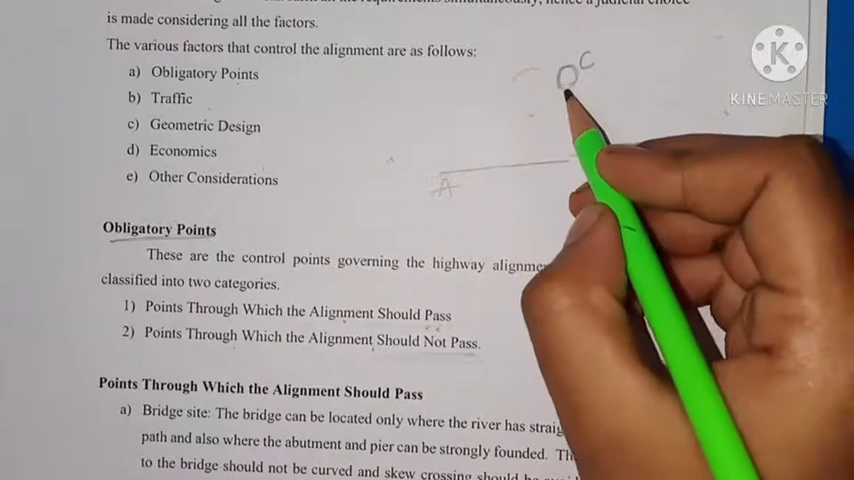 is made considering all the factors.
The various factors that control the alignment are as follows:
a) Obligatory Points
b) Traffic
c) Geometric Design
d) Economics
e) Other Considerations
C
A
KINEMASTER
Obligatory Points
These are the control points governing the highway
classified into two categories.
1) Points Through Which the Alignment Should Pass
2) Points Through Which the Alignment Should Not Pass.
Points Through Which the Alignment Should Pass
a) Bridge site: The bridge can be located only where the river has
path and also where the abutment and pier can be strongly founded.
to the bridge should not be curved and skew crossing should be